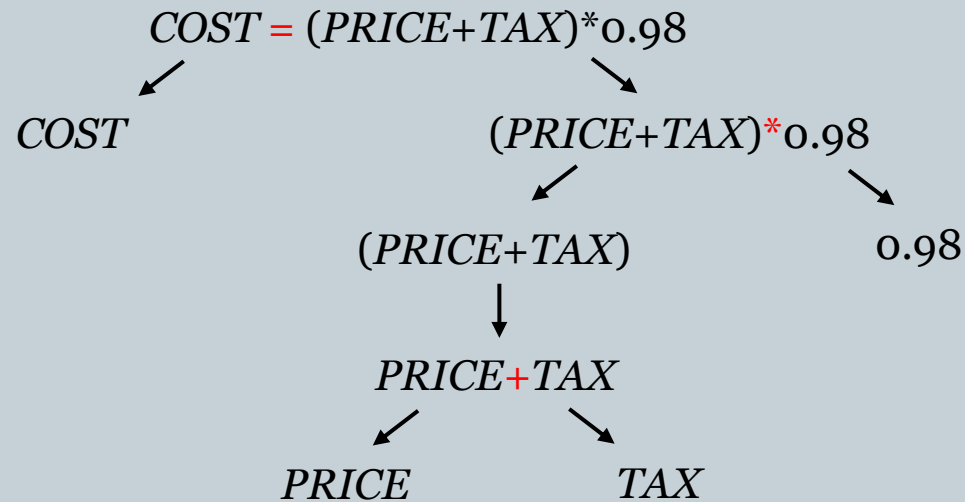 COST = (PRICE+TAX)*0.98
COST
(PRICE+TAX)*0.98
(PRICE+TAX)
0.98
PRICE+TAX
PRICE
TAX